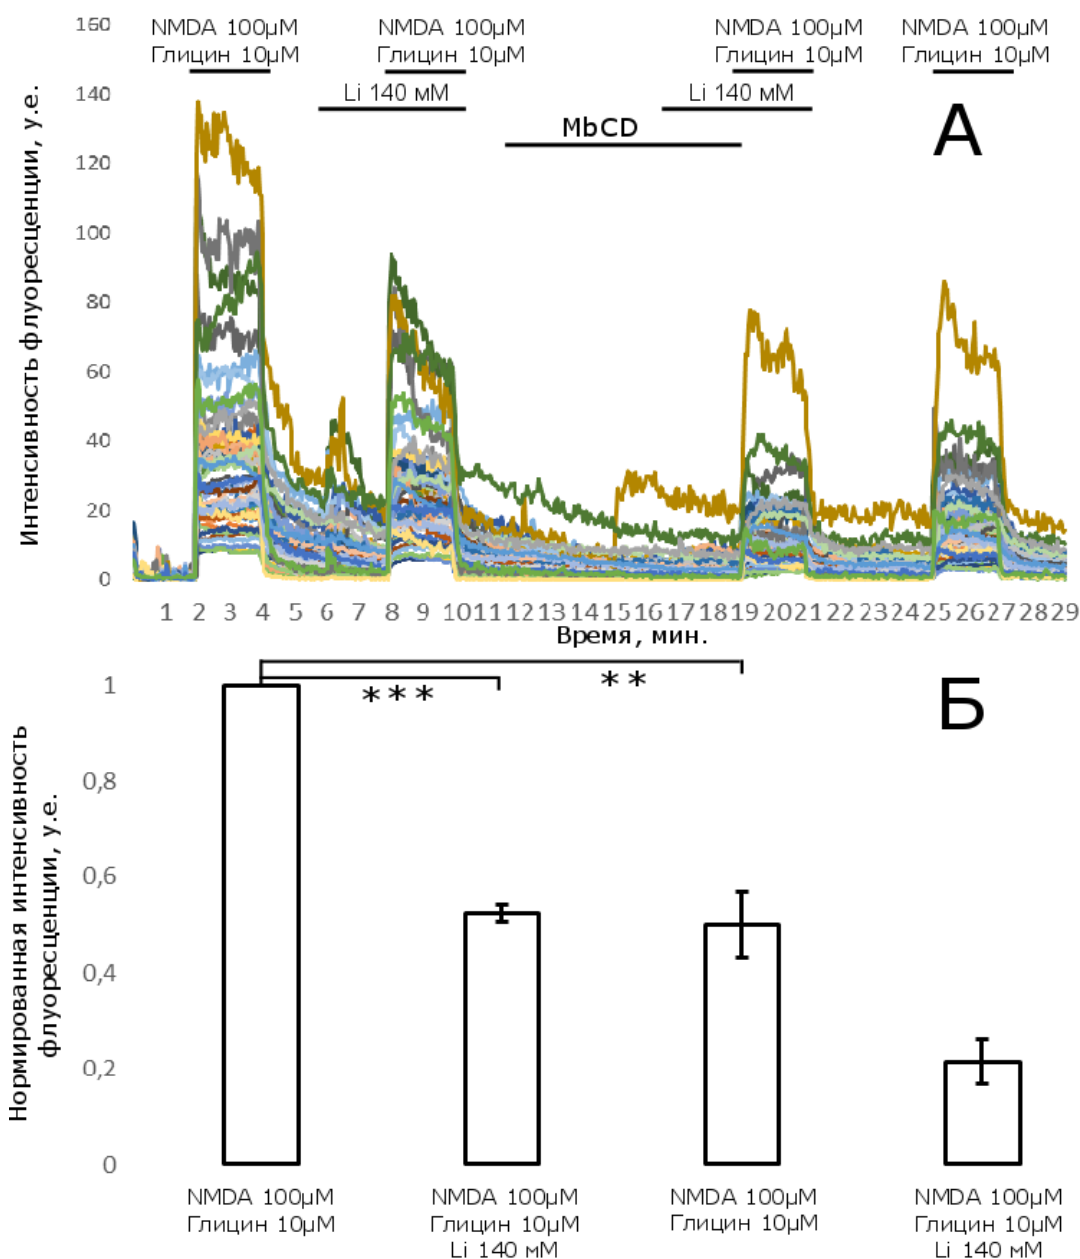 160
140
120
100
80
60
40
20
0
Интенсивность флуоресценции, у.е.
NMDA 100µM
Глицин 10µM
NMDA 100µM
Глицин 10µM
NMDA 100µM
Глицин 10µM
NMDA 100µM
Глицин 10µM
Li 140 мМ
Li 140 мМ
MbCD
А
1 2 3 4 5 6 7 8 9 10 11 12 13 14 15 16 17 18 19 20 21 22 23 24 25 26 27 28 29
Время, мин.
Нормированная интенсивность
флуоресценции, у.е.
1
0,8
0,6
0,4
0,2
0
***
**
Б
NMDA 100µM
Глицин 10µM
NMDA 100µM
Глицин 10µM
Li 140 мМ
NMDA 100µM
Глицин 10µM
NMDA 100µM
Глицин 10µM
Li 140 мМ